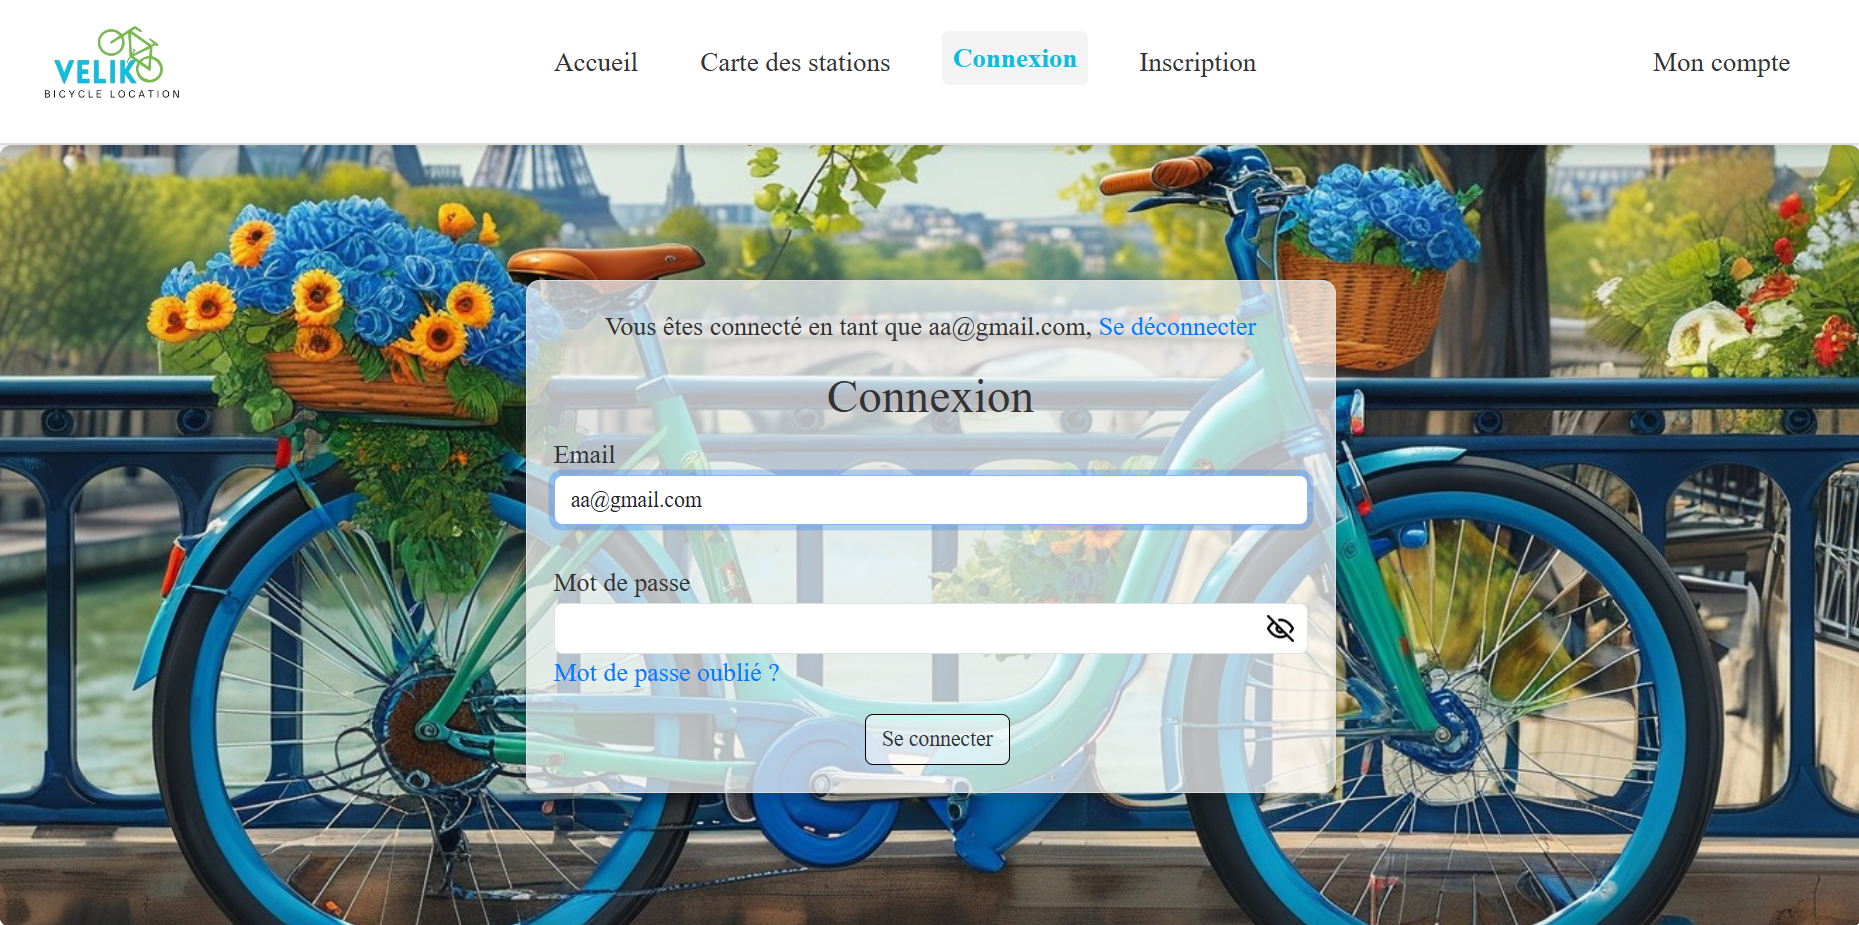 VELIKO
BICYCLE LOCATION
Accueil
Carte des stations
Connexion
Inscription
Mon compte
Vous êtes connecté en tant que aa@gmail.com, Se déconnecter
Connexion
Email
aa@gmail.com
Mot de passe
Mot de passe oublié ?
Se connecter